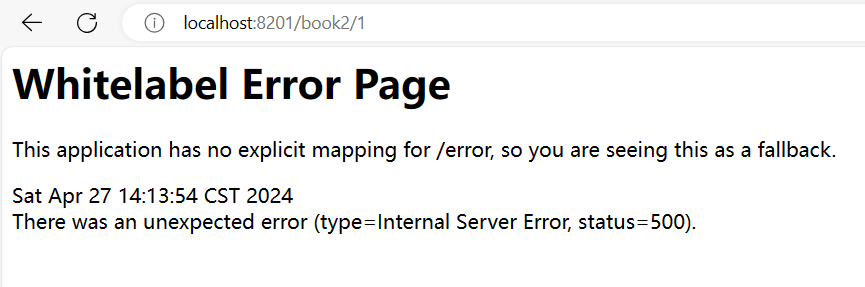 localhost:8201/book2/1
Whitelabel Error Page
This application has no explicit mapping for /error, so you are seeing this as a fallback.
Sat Apr 27 14:13:54 CST 2024
There was an unexpected error (type=Internal Server Error, status=500).